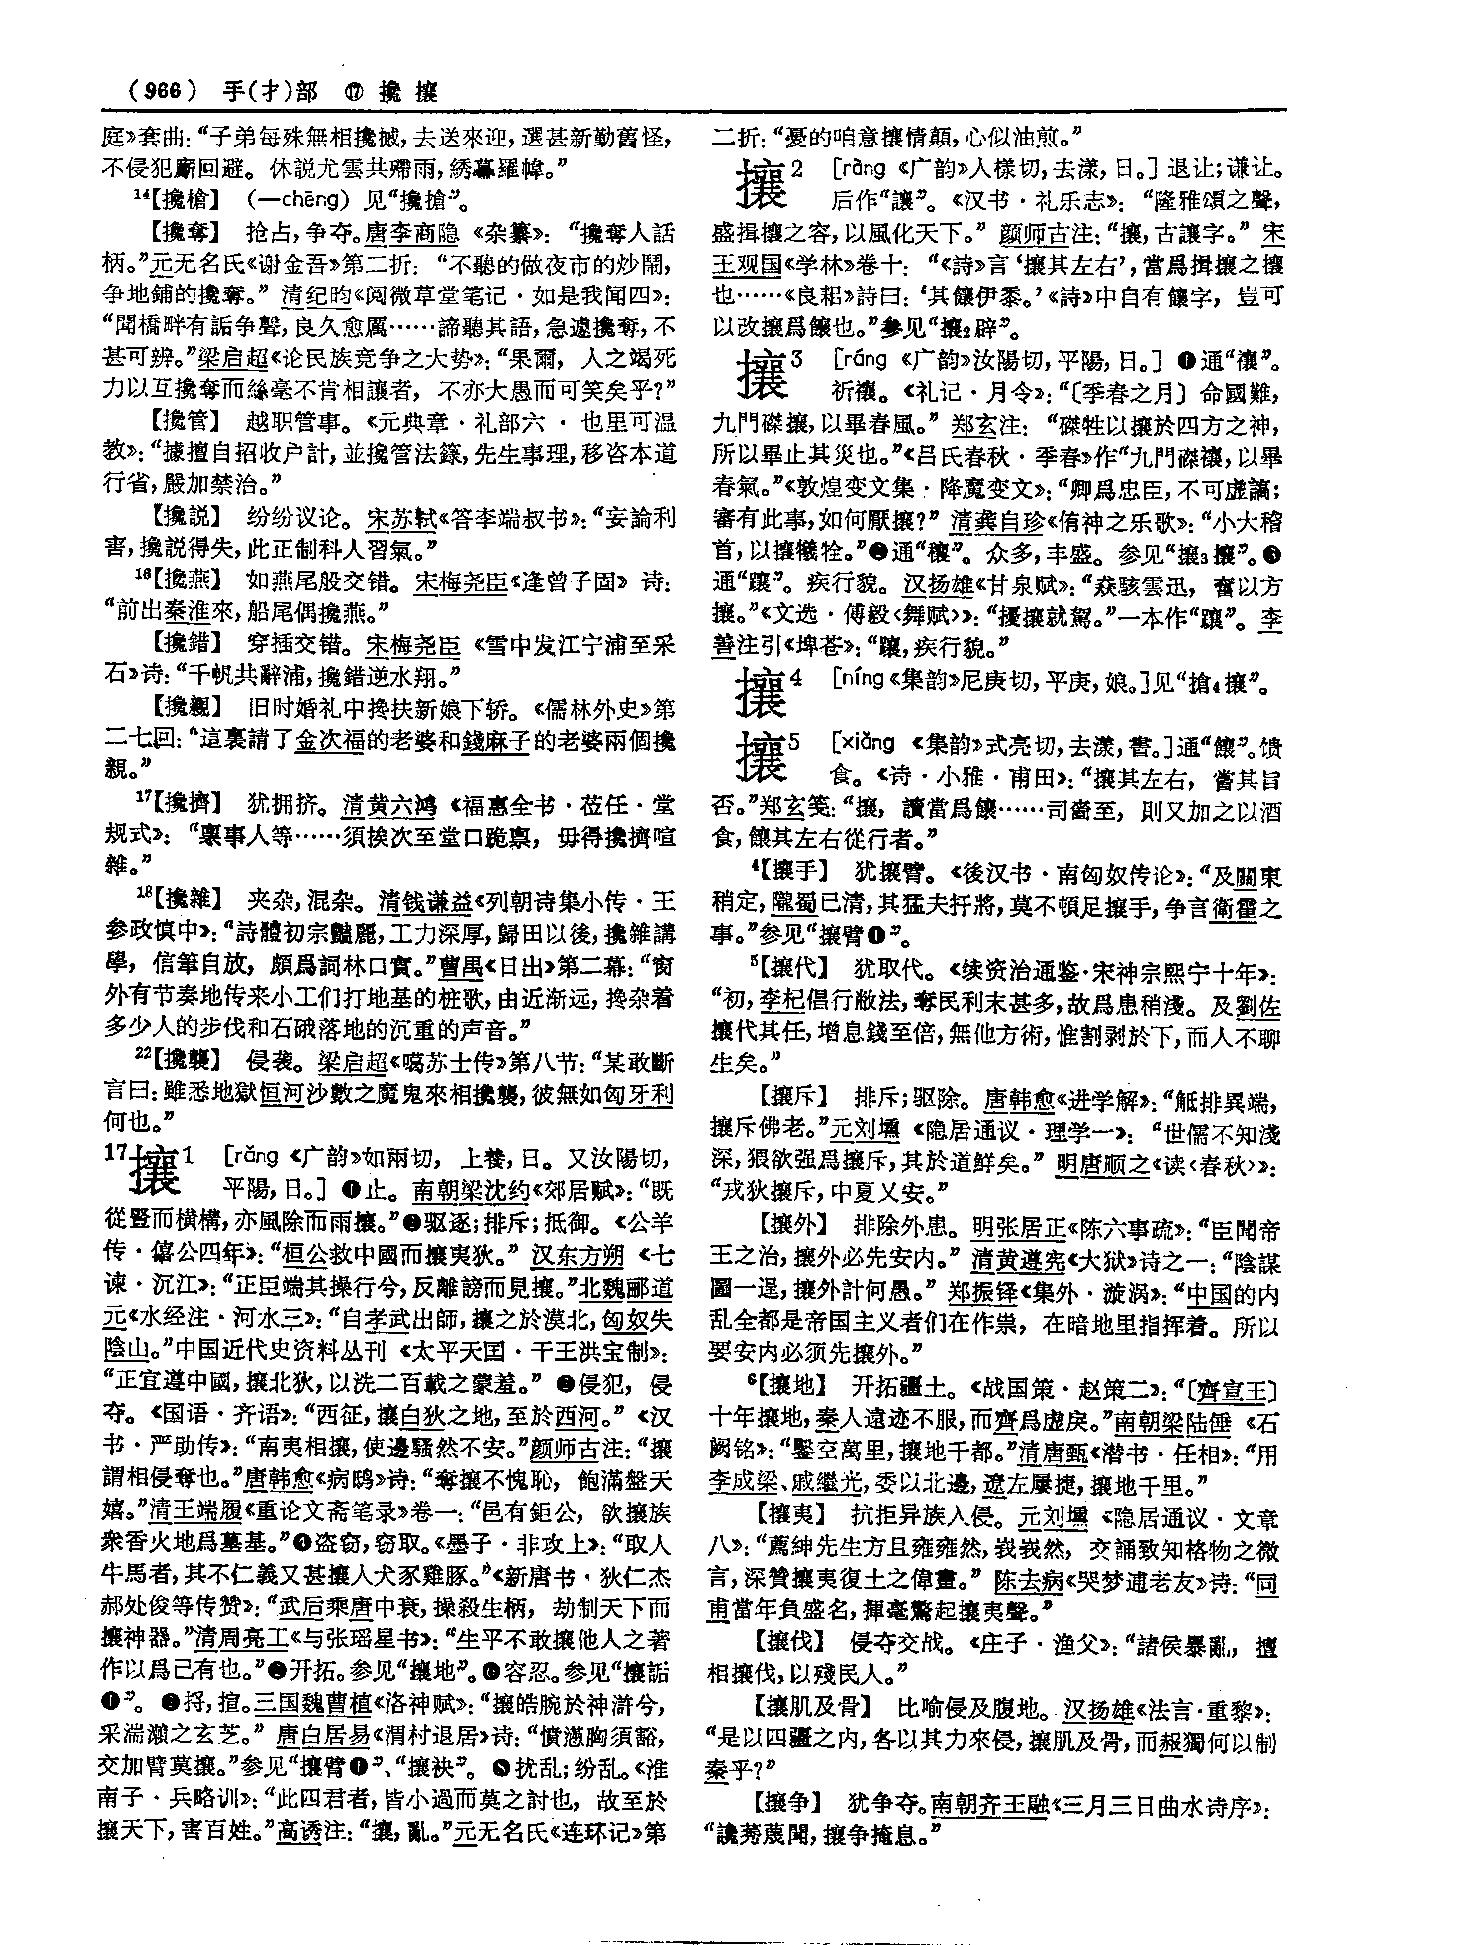 (966) 手(扌)部 ⑰ 攙 攘
庭》套曲：“子弟每殊無相攙搣，去送來迎，選甚新勤舊怪，
不侵犯廝回避。休説尤雲共殢雨，綉幕羅幃。”
14【攙槍】 (—chēng) 见“攙搶”。
【攙奪】 抢占，争夺。唐李商隐《杂纂》：“攙奪人話
柄。”元无名氏《谢金吾》第二折：“不聽的做夜市的炒鬧，
争地鋪的攙奪。”清纪昀《阅微草堂笔记·如是我闻四》：
“聞橋畔有詬争聲，良久愈厲……諦聽其語，急遽攙奪，不
甚可辨。”梁启超《论民族竞争之大势》：“果爾，人之竭死
力以互攙奪而絲毫不肯相讓者，不亦大愚而可笑矣乎？”
【攙管】 越职管事。《元典章·礼部六·也里可温
教》：“據擅自招收户計，並攙管法籙，先生事理，移咨本道
行省，嚴加禁治。”
【攙説】 纷纷议论。宋苏轼《答李端叔书》：“妄論利
害，攙説得失，此正制科人習氣。”
16【攙燕】 如燕尾般交错。宋梅尧臣《逢曾子固》诗：
“前出秦淮來，船尾偶攙燕。”
【攙錯】 穿插交错。宋梅尧臣《雪中发江宁浦至采
石》诗：“千帆共辭浦，攙錯逆水翔。”
【攙親】 旧时婚礼中搀扶新娘下轿。《儒林外史》第
二七回：“這裏請了金次福的老婆和錢麻子的老婆兩個攙
親。”
17【攙擠】 犹拥挤。清黄六鸿《福惠全书·莅任·堂
规式》：“稟事人等……須挨次至堂口跪稟，毋得攙擠喧
雜。”
18【攙雜】 夹杂，混杂。清钱谦益《列朝诗集小传·王
参政慎中》：“詩體初宗豔麗，工力深厚，歸田以後，攙雜講
學，信筆自放，頗爲詞林口實。”曹禺《日出》第二幕：“窗
外有节奏地传来小工们打地基的桩歌，由近渐远，搀杂着
多少人的步伐和石硪落地的沉重的声音。”
22【攙襲】 侵袭。梁启超《噶苏士传》第八节：“某敢斷
言曰：雖悉地獄恒河沙數之魔鬼來相攙襲，彼無如匈牙利
何也。”
17攘1 [rǎng 《广韵》如兩切，上養，日。又汝陽切，
平陽，日。] ❶止。南朝梁沈约《郊居赋》：“既
從豎而横構，亦風除而雨攘。”❷驱逐；排斥；抵御。《公羊
传·僖公四年》：“桓公救中國而攘夷狄。”汉东方朔《七
谏·沉江》：“正臣端其操行兮，反離謗而見攘。”北魏郦道
元《水经注·河水三》：“自孝武出師，攘之於漠北，匈奴失
陰山。”中国近代史资料丛刊《太平天囯·干王洪宝制》：
“正宜遵中國，攘北狄，以洗二百載之蒙羞。”❸侵犯，侵
夺。《国语·齐语》：“西征，攘白狄之地，至於西河。”《汉
书·严助传》：“南夷相攘，使邊騷然不安。”颜师古注：“攘
謂相侵奪也。”唐韩愈《病鸱》诗：“奪攘不愧恥，飽滿盤天
嬉。”清王端履《重论文斋笔录》卷一：“邑有鉅公，欲攘族
衆香火地爲墓基。”❹盗窃，窃取。《墨子·非攻上》：“取人
牛馬者，其不仁義又甚攘人犬豕雞豚。”《新唐书·狄仁杰
郝处俊等传赞》：“武后乘唐中衰，操殺生柄，劫制天下而
攘神器。”清周亮工《与张瑶星书》：“生平不敢攘他人之著
作以爲己有也。”❺开拓。参见“攘地”。❻容忍。参见“攘詬
❶”。❼捋，揎。三国魏曹植《洛神赋》：“攘皓腕於神滸兮，
采湍瀨之玄芝。”唐白居易《渭村退居》诗：“憤懣胸須豁，
交加臂莫攘。”参见“攘臂❶”、“攘袂”。❽扰乱；纷乱。《淮
南子·兵略训》：“此四君者，皆小過而莫之討也，故至於
攘天下，害百姓。”高诱注：“攘，亂。”元无名氏《连环记》第
二折：“憂的咱意攘情顛，心似油煎。”
攘2 [ràng 《广韵》人樣切，去漾，日。] 退让；谦让。
后作“讓”。《汉书·礼乐志》：“隆雅頌之聲，
盛揖攘之容，以風化天下。”颜师古注：“攘，古讓字。”宋
王观国《学林》卷十：“《詩》言‘攘其左右’，當爲揖攘之攘
也……《良耜》詩曰：‘其饟伊黍。’《詩》中自有饟字，豈可
以改攘爲饟也。”参见“攘2辟”。
攘3 [ráng 《广韵》汝陽切，平陽，日。] ❶通“禳”。
祈禳。《礼记·月令》：“〔季春之月〕命國難，
九門磔攘，以畢春風。”郑玄注：“磔牲以攘於四方之神，
所以畢止其災也。”《吕氏春秋·季春》作“九門磔禳，以畢
春氣。”《敦煌变文集·降魔变文》：“卿爲忠臣，不可虚謫；
審有此事，如何厭攘？”清龚自珍《侑神之乐歌》：“小大稽
首，以攘犧牷。”❷通“穰”。众多，丰盛。参见“攘3攘”。❸
通“躟”。疾行貌。汉扬雄《甘泉赋》：“猋駭雲迅，奮以方
攘。”《文选·傅毅〈舞赋〉》：“擾攘就駕。”一本作“躟”。李
善注引《埤苍》：“躟，疾行貌。”
攘4 [níng《集韵》尼庚切，平庚，娘。]见“搶4攘”。
攘5 [xiǎng 《集韵》式亮切，去漾，書。]通“饟”。馈
食。《诗·小雅·甫田》：“攘其左右，嘗其旨
否。”郑玄笺：“攘，讀當爲饟……司嗇至，則又加之以酒
食，饟其左右從行者。”
4【攘手】 犹攘臂。《後汉书·南匈奴传论》：“及關東
稍定，隴蜀已清，其猛夫扞將，莫不頓足攘手，争言衛霍之
事。”参见“攘臂❶”。
5【攘代】 犹取代。《续资治通鉴·宋神宗熙宁十年》：
“初，李杞倡行敝法，奪民利未甚多，故爲患稍淺。及劉佐
攘代其任，增息錢至倍，無他方術，惟割剥於下，而人不聊
生矣。”
【攘斥】 排斥；驱除。唐韩愈《进学解》：“觝排異端，
攘斥佛老。”元刘壎《隐居通议·理学一》：“世儒不知淺
深，猥欲强爲攘斥，其於道鮮矣。”明唐顺之《读〈春秋〉》：
“戎狄攘斥，中夏乂安。”
【攘外】 排除外患。明张居正《陈六事疏》：“臣聞帝
王之治，攘外必先安内。”清黄遵宪《大狱》诗之一：“陰謀
圖一逞，攘外計何愚。”郑振铎《集外·漩涡》：“中国的内
乱全都是帝国主义者们在作祟，在暗地里指挥着。所以
要安内必须先攘外。”
6【攘地】 开拓疆土。《战国策·赵策二》：“〔齊宣王〕
十年攘地，秦人遠迹不服，而齊爲虚戾。”南朝梁陆倕《石
阙铭》：“鑿空萬里，攘地千都。”清唐甄《潜书·任相》：“用
李成梁、戚繼光，委以北邊，遼左屢捷，攘地千里。”
【攘夷】 抗拒异族入侵。元刘壎《隐居通议·文章
八》：“薦紳先生方且雍雍然，峩峩然，交誦致知格物之微
言，深贊攘夷復土之偉畫。”陈去病《哭梦逋老友》诗：“同
甫當年負盛名，揮毫驚起攘夷聲。”
【攘伐】 侵夺交战。《庄子·渔父》：“諸侯暴亂，擅
相攘伐，以殘民人。”
【攘肌及骨】 比喻侵及腹地。汉扬雄《法言·重黎》：
“是以四疆之内，各以其力來侵，攘肌及骨，而赧獨何以制
秦乎？”
【攘争】 犹争夺。南朝齐王融《三月三日曲水诗序》：
“讒莠蔑聞，攘争掩息。”